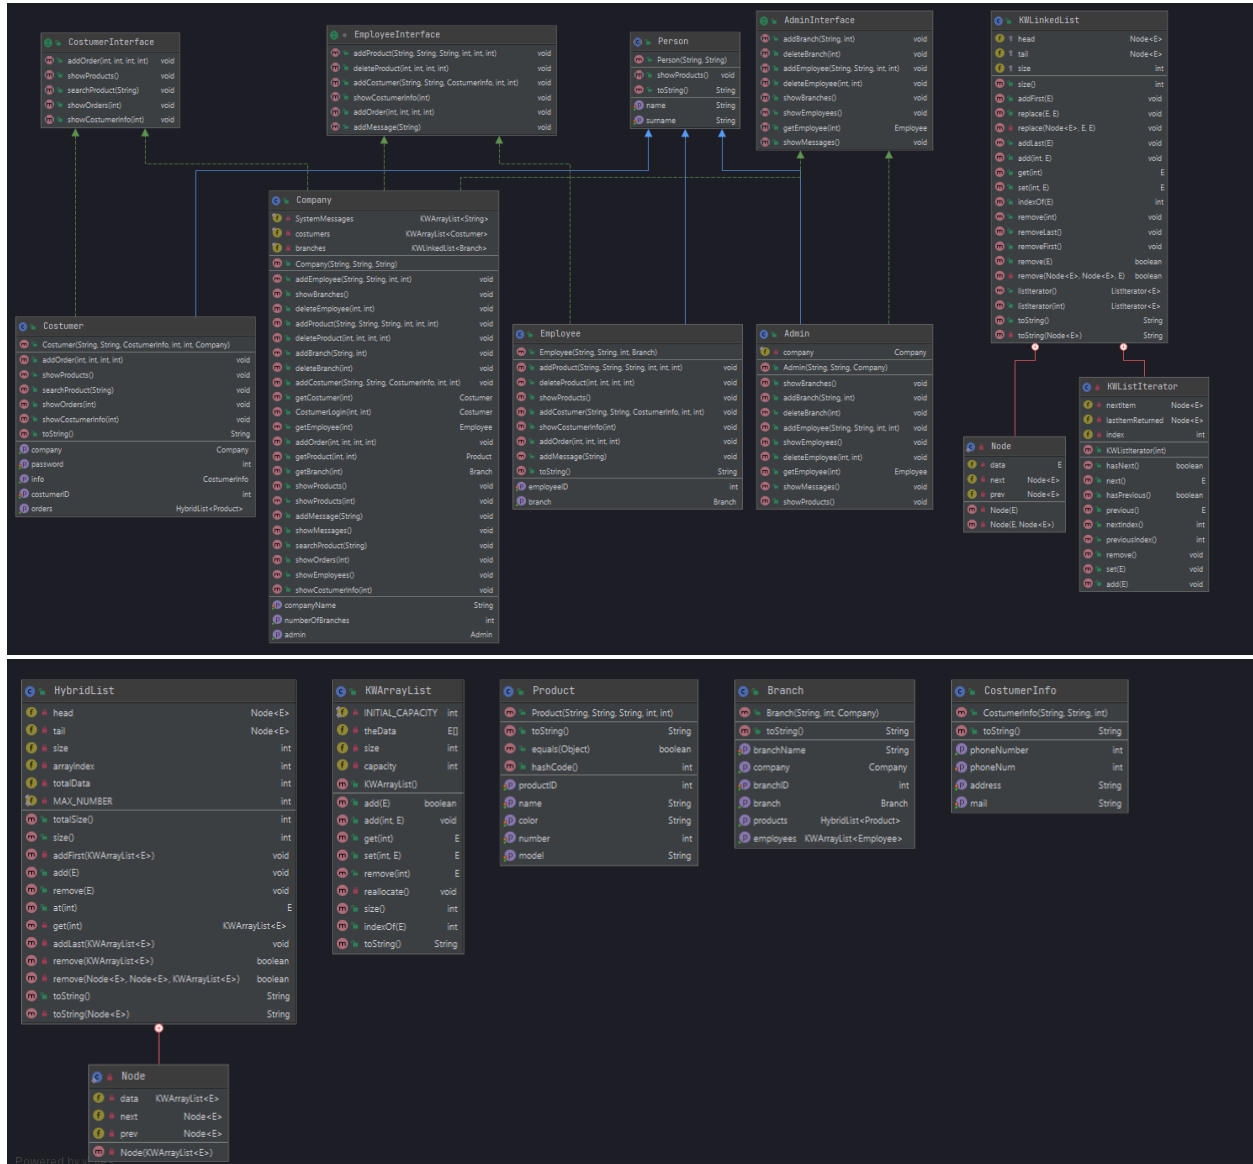 CostumerInterface
addOrder(int, int, int, int) void
showProducts() void
searchProduct(String) void
showOrders(int) void
showCostumerInfo(int) void
EmployeeInterface
addProduct(String, String, String, int, int, int) void
deleteProduct(int, int, int, int) void
addCostumer(String, String, CostumerInfo, int, int) void
showCostumerInfo(int) void
addOrder(int, int, int, int) void
addMessage(String) void
Person
Person(String, String)
showProducts() void
toString() String
name String
surname String
AdminInterface
addBranch(String, int) void
deleteBranch(int) void
addEmployee(String, String, int, int) void
deleteEmployee(int, int) void
showBranches() void
showEmployees() void
getEmployee(int) Employee
showMessages() void
KWLinkedList
head Node<E>
tail Node<E>
size int
size() int
addFirst(E) void
replace(E, E) void
replace(Node<E>, E, E) void
addLast(E) void
add(int, E) void
get(int) E
set(int, E) E
indexOf(E) int
remove(int) void
removeLast() void
removeFirst() void
remove(E) boolean
remove(Node<E>, Node<E>, E) boolean
listIterator() ListIterator<E>
listIterator(int) ListIterator<E>
toString() String
toString(Node<E>) String
Company
SystemMessages KWArrayList<String>
costumers KWArrayList<Costumer>
branches KWLinkedList<Branch>
Company(String, String, String)
addEmployee(String, String, int, int) void
showBranches() void
deleteEmployee(int, int) void
addProduct(String, String, String, int, int, int) void
deleteProduct(int, int, int, int) void
addBranch(String, int) void
deleteBranch(int) void
addCostumer(String, String, CostumerInfo, int, int) void
getCostumer(int) Costumer
CostumerLogin(int, int) Costumer
getEmployee(int) Employee
addOrder(int, int, int, int) void
getProduct(int, int) Product
getBranch(int) Branch
showProducts() void
showProducts(int) void
addMessage(String) void
showMessages() void
searchProduct(String) void
showOrders(int) void
showEmployees() void
showCostumerInfo(int) void
companyName String
numberOfBranches int
admin Admin
Costumer
Costumer(String, String, CostumerInfo, int, int, Company)
addOrder(int, int, int, int) void
showProducts() void
searchProduct(String) void
showOrders(int) void
showCostumerInfo(int) void
toString() String
company Company
password int
info CostumerInfo
costumerID int
orders HybridList<Product>
Employee
Employee(String, String, int, Branch)
addProduct(String, String, String, int, int, int) void
deleteProduct(int, int, int, int) void
showProducts() void
addCostumer(String, String, CostumerInfo, int, int) void
showCostumerInfo(int) void
addOrder(int, int, int, int) void
addMessage(String) void
toString() String
employeeID int
branch Branch
Admin
company Company
Admin(String, String, Company)
showBranches() void
addBranch(String, int) void
deleteBranch(int) void
addEmployee(String, String, int, int) void
showEmployees() void
deleteEmployee(int, int) void
getEmployee(int) Employee
showMessages() void
showProducts() void
Node
data E
next Node<E>
prev Node<E>
Node(E)
Node(E, Node<E>)
KWListIterator
nextItem Node<E>
lastItemReturned Node<E>
index int
KWListIterator(int)
hasNext() boolean
next() E
hasPrevious() boolean
previous() E
nextIndex() int
previousIndex() int
remove() void
set(E) void
add(E) void
HybridList
head Node<E>
tail Node<E>
size int
arrayIndex int
totalData int
MAX_NUMBER int
totalSize() int
size() int
addFirst(KWArrayList<E>) void
add(E) void
remove(E) void
at(int) E
get(int) KWArrayList<E>
addLast(KWArrayList<E>) void
remove(KWArrayList<E>) boolean
remove(Node<E>, Node<E>, KWArrayList<E>) boolean
toString() String
toString(Node<E>) String
KWArrayList
INITIAL_CAPACITY int
theData E[]
size int
capacity int
KWArrayList()
add(E) boolean
add(int, E) void
get(int) E
set(int, E) E
remove(int) E
reallocate() void
size() int
indexOf(E) int
toString() String
Product
Product(String, String, String, int, int)
toString() String
equals(Object) boolean
hashCode() int
productID int
name String
color String
number int
model String
Branch
Branch(String, int, Company)
toString() String
branchName String
company Company
branchID int
branch Branch
products HybridList<Product>
employees KWArrayList<Employee>
CostumerInfo
CostumerInfo(String, String, int)
toString() String
phoneNumber int
phoneNum int
address String
mail String
Node
data KWArrayList<E>
next Node<E>
prev Node<E>
Node(KWArrayList<E>)
Powered by